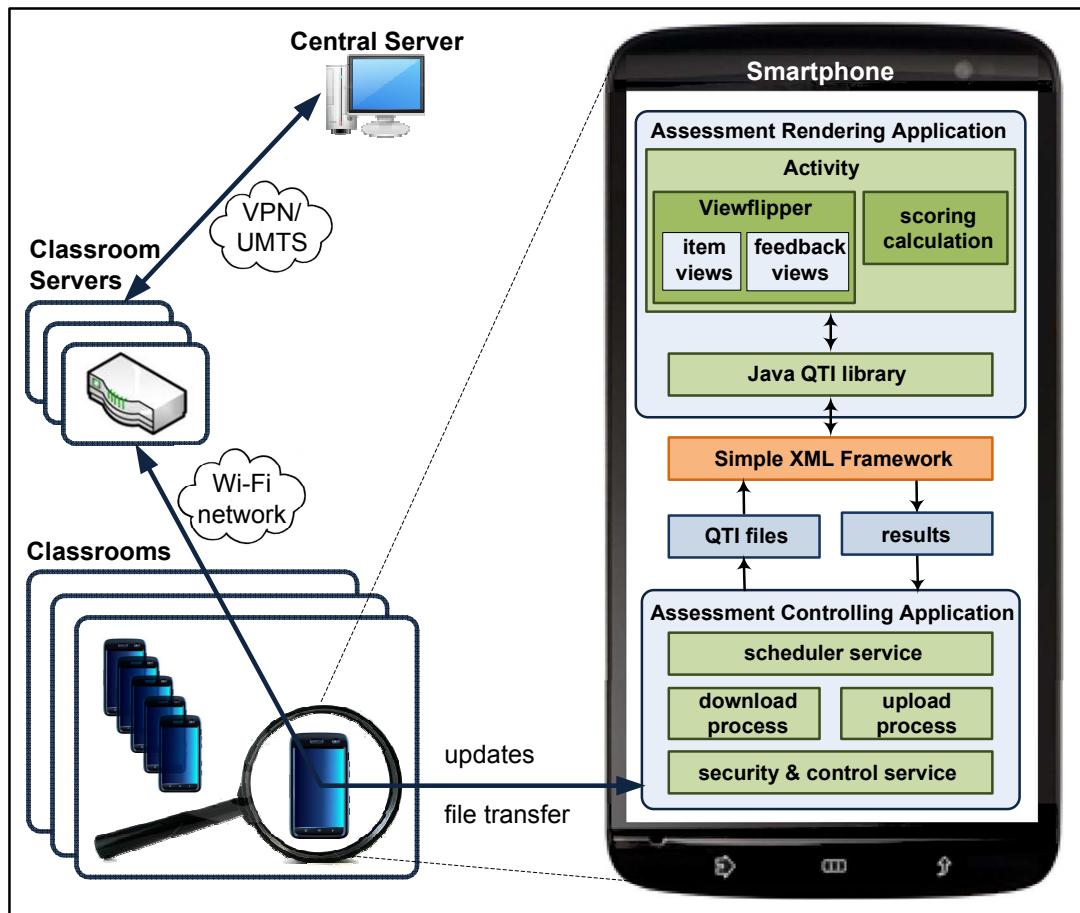 Central Server
VPN/
UMTS
Classroom
Servers
Wi-Fi
network
Classrooms
updates
file transfer
Smartphone
Assessment Rendering Application
Activity
Viewflipper
item
views
feedback
views
scoring
calculation
Java QTI library
Simple XML Framework
QTI files
results
Assessment Controlling Application
scheduler service
download
process
upload
process
security & control service